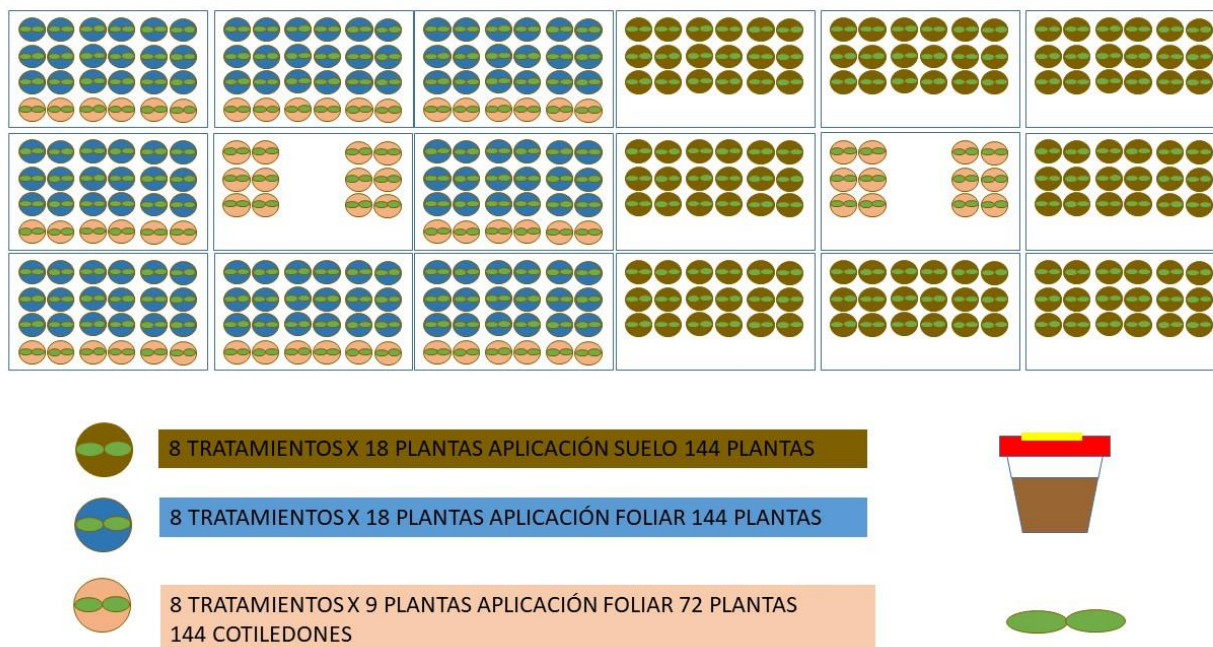 8 TRATAMIENTOS X 18 PLANTAS APLICACIÓN SUELO 144 PLANTAS
8 TRATAMIENTOS X 18 PLANTAS APLICACIÓN FOLIAR 144 PLANTAS
8 TRATAMIENTOS X 9 PLANTAS APLICACIÓN FOLIAR 72 PLANTAS
144 COTILEDONES